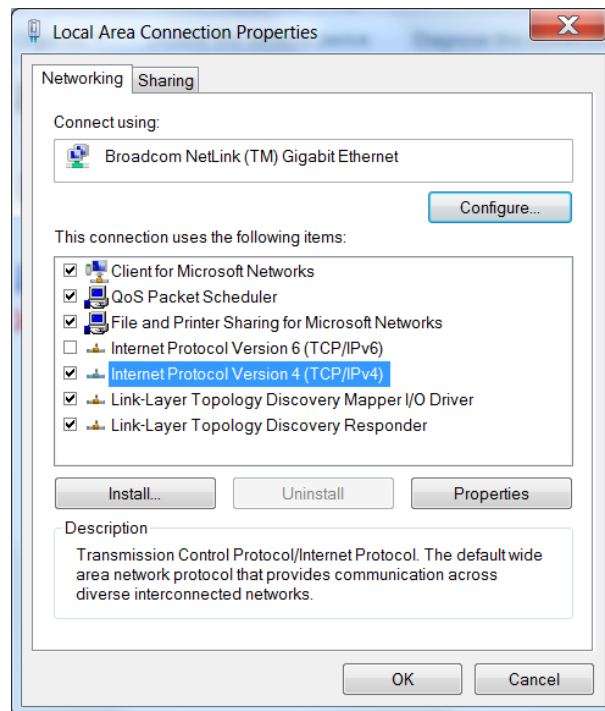 Local Area Connection Properties
Networking
Sharing
Connect using:
Broadcom NetLink (TM) Gigabit Ethernet
Configure...
This connection uses the following items:
Client for Microsoft Networks
QoS Packet Scheduler
File and Printer Sharing for Microsoft Networks
Internet Protocol Version 6 (TCP/IPv6)
Internet Protocol Version 4 (TCP/IPv4)
Link-Layer Topology Discovery Mapper I/O Driver
Link-Layer Topology Discovery Responder
Install...
Uninstall
Properties
Description
Transmission Control Protocol/Internet Protocol. The default wide
area network protocol that provides communication across
diverse interconnected networks.
OK
Cancel